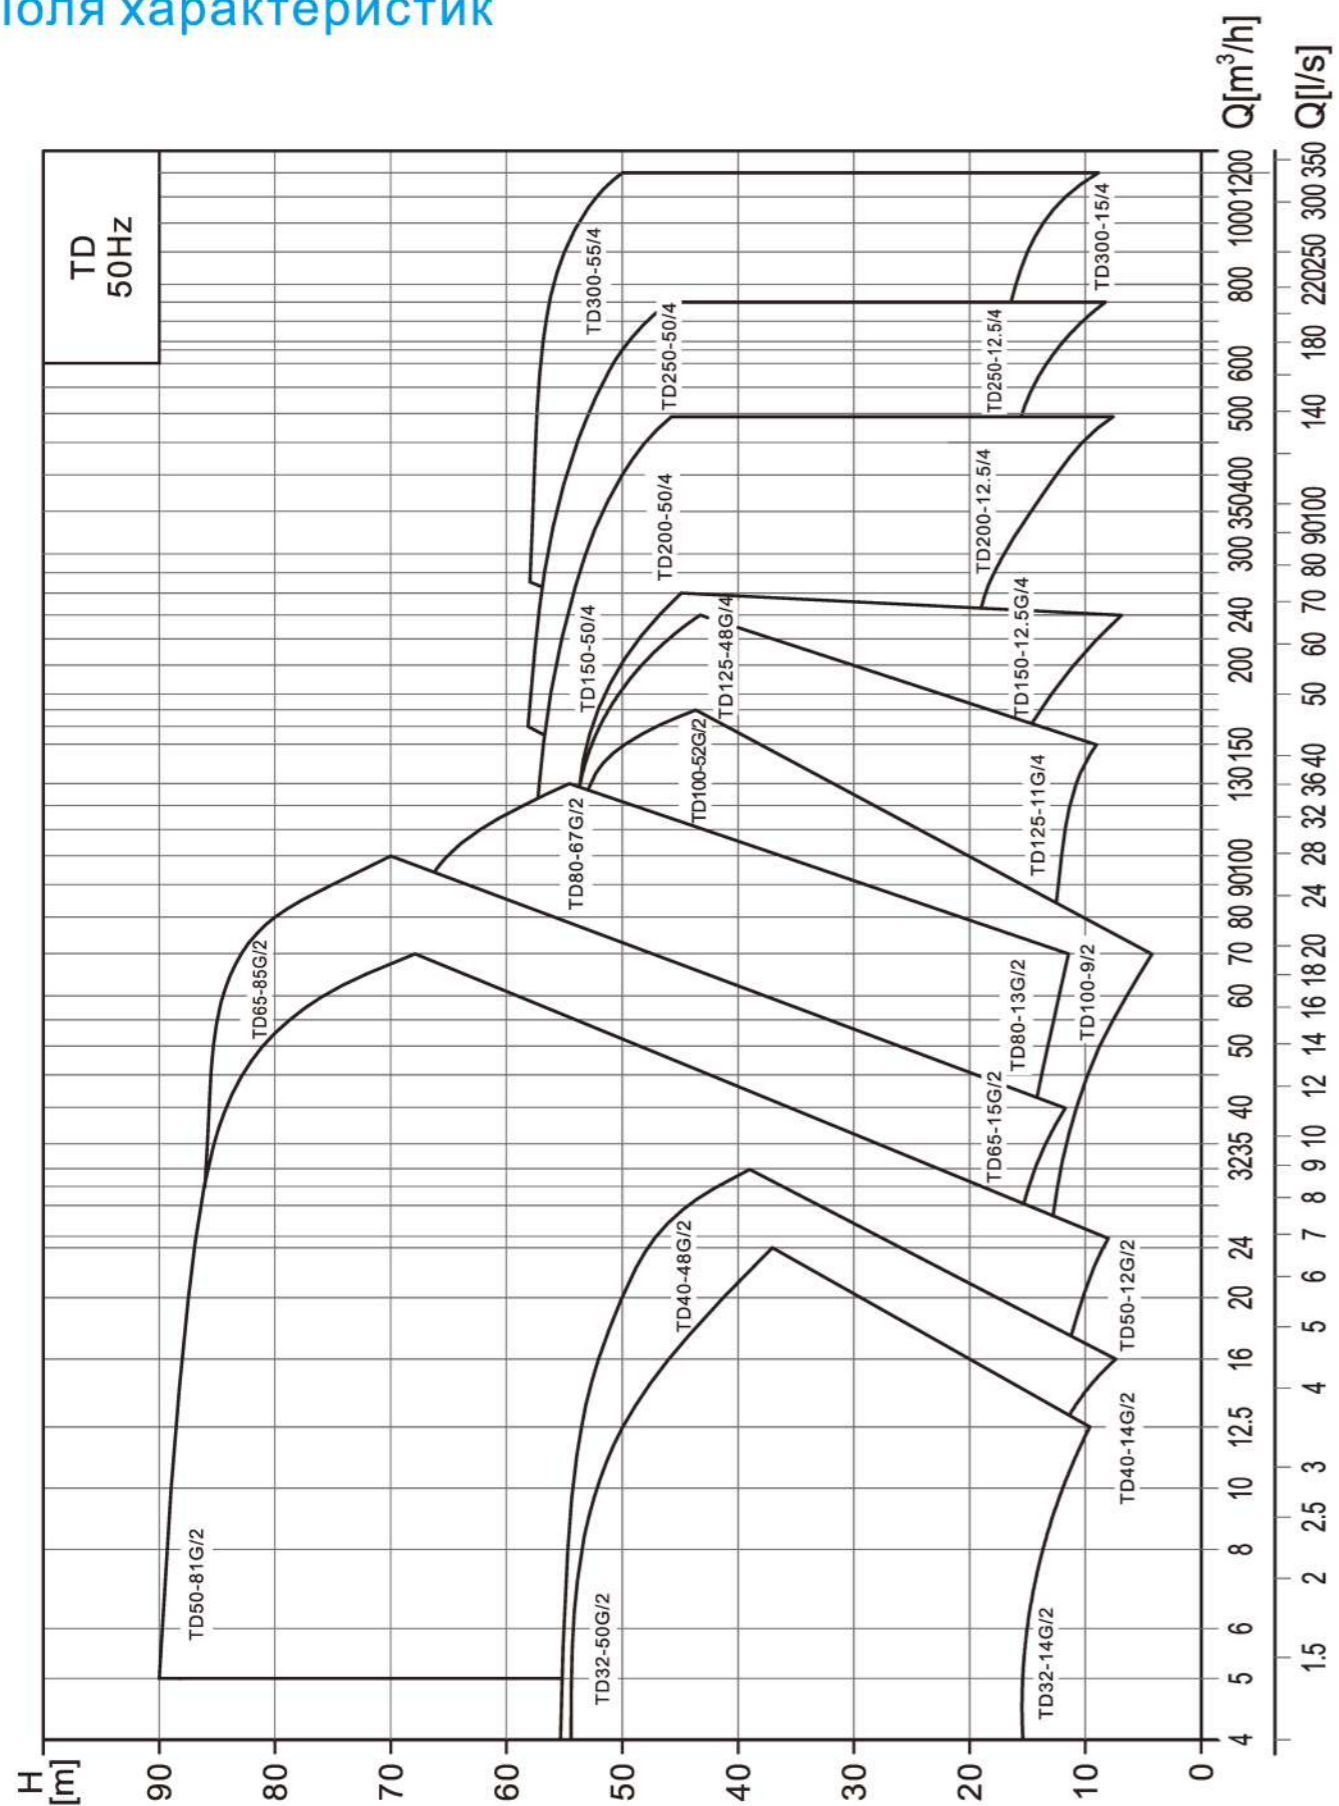 Поля характеристик
TD
50Hz
H
[m]
90
80
70
60
50
40
30
20
10
0
TD50-81G/2
TD65-85G/2
TD300-55/4
TD250-50/4
TD200-50/4
TD150-50/4
TD125-48G/4
TD100-52G/2
TD80-67G/2
TD40-48G/2
TD32-50G/2
TD300-15/4
TD250-12.5/4
TD200-12.5/4
TD150-12.5G/4
TD125-11G/4
TD100-9/2
TD80-13G/2
TD65-15G/2
TD50-12G/2
TD40-14G/2
TD32-14G/2
4 5 6 8 10 12.5 16 20 24 32 35 40 50 60 70 80 90 100 130 150 200 240 300 350 400 500 600 800 1000 1200 Q[m³/h]
1.5 2 2.5 3 4 5 6 7 8 9 10 12 14 16 18 20 24 28 32 36 40 50 60 70 80 90 100 140 180 220 250 300 350 Q[l/s]